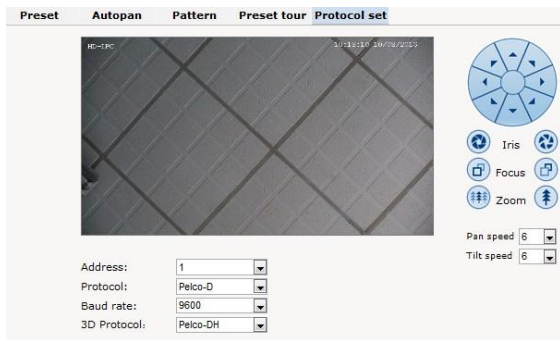 Preset Autopan Pattern Preset tour Protocol set
HD-IPC
Iris
Focus
Zoom
Pan speed 6
Tilt speed 6
Address: 1
Protocol: Pelco-D
Baud rate: 9600
3D Protocol: Pelco-DH